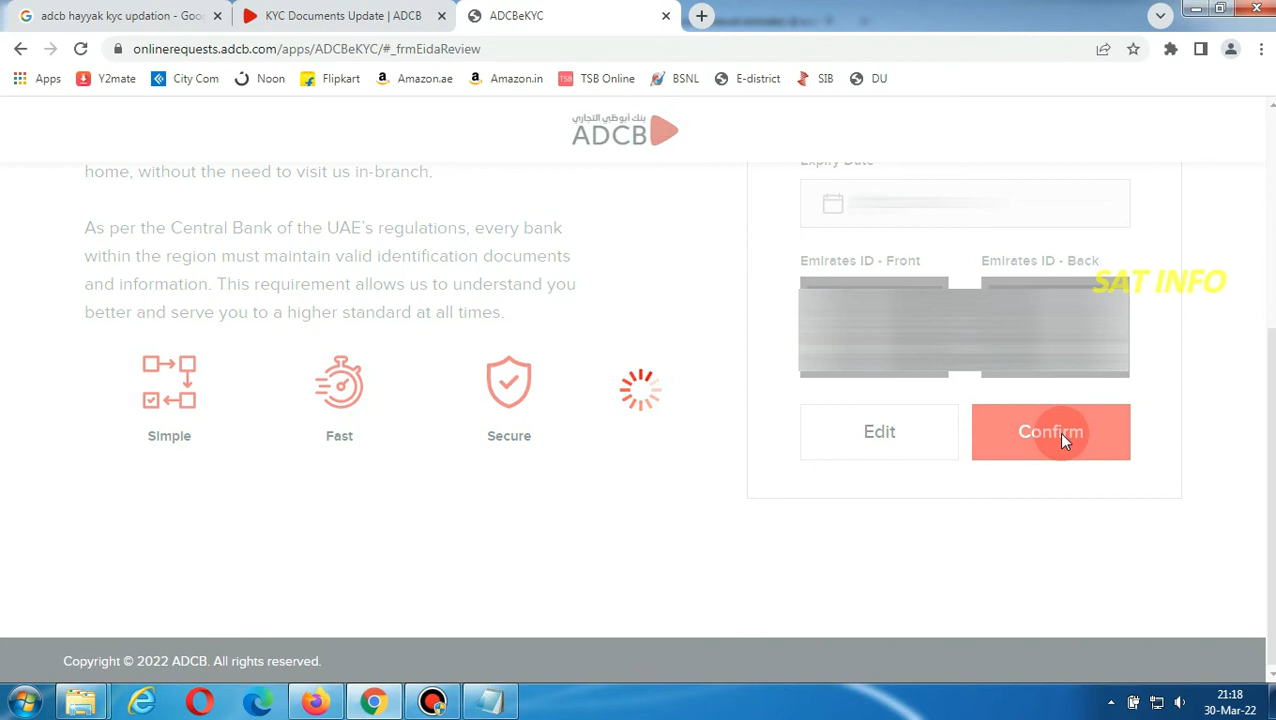 adcb hayyak kyc updation - Goo
KYC Documents Update | ADCB
ADCBeKYC
onlinerequests.adcb.com/apps/ADCBeKYC/#_frmEidaReview
Apps
Y2mate
City Com
Noon
Flipkart
Amazon.ae
Amazon.in
TSB Online
BSNL
E-district
SIB
DU
بنك أبوظبي التجاري
ADCB
home, without the need to visit us in-branch.
As per the Central Bank of the UAE's regulations, every bank
within the region must maintain valid identification documents
and information. This requirement allows us to understand you
better and serve you to a higher standard at all times.
Simple
Fast
Secure
Expiry Date
Emirates ID - Front
Emirates ID - Back
SAT INFO
Edit
Confirm
Copyright © 2022 ADCB. All rights reserved.
21:18
30-Mar-22